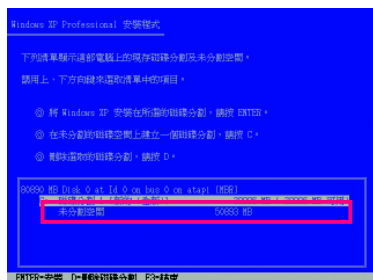 Windows XP Professional 安裝程式
下列清單顯示這部電腦上的現存磁碟分割及未分割空間。
請用上、下方向鍵來選取清單中的項目。
◎ 將 Windows XP 安裝在所選的磁碟分割，請按 ENTER。
◎ 在未分割的磁碟空間上建立一個磁碟分割，請按 C。
◎ 刪除選取的磁碟分割，請按 D。
80890 MB Disk 0 at Id 0 on bus 0 on atapi [MBR]
未分割空間 50893 MB
ENTER=安裝 D=刪除磁碟分割 F3=結束